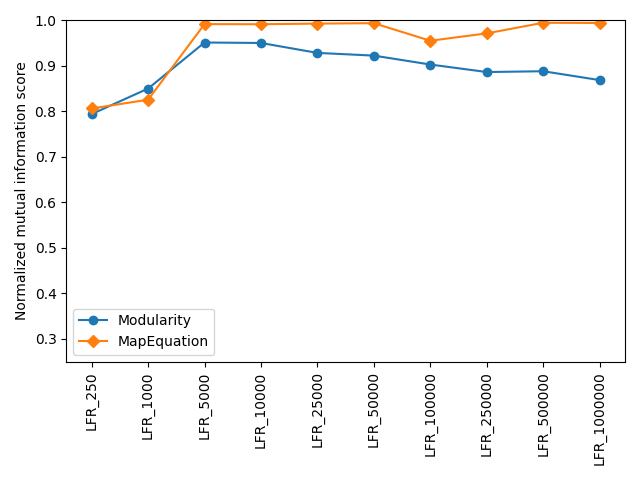 Normalized mutual information score
1.0
0.9
0.8
0.7
0.6
0.5
0.4
0.3
Modularity
MapEquation
LFR_250
LFR_1000
LFR_5000
LFR_10000
LFR_25000
LFR_50000
LFR_100000
LFR_250000
LFR_500000
LFR_1000000